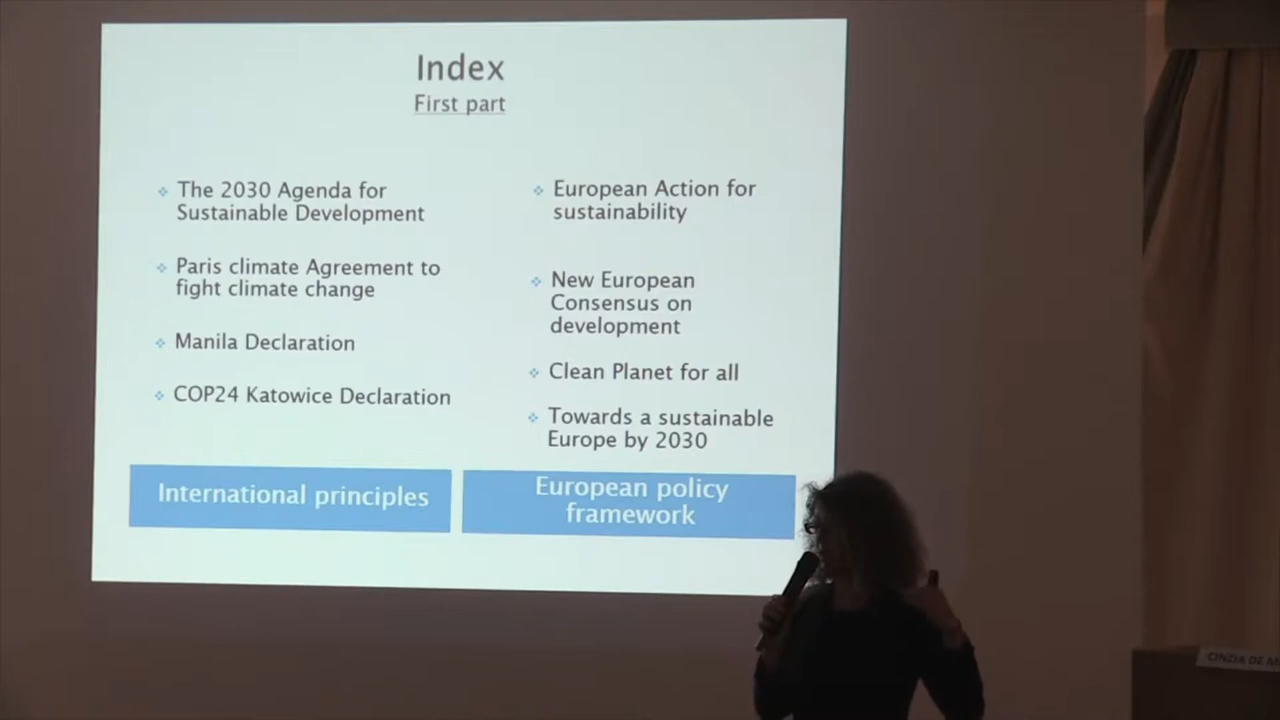 Index
First part
The 2030 Agenda for
Sustainable Development
Paris climate Agreement to
fight climate change
Manila Declaration
COP24 Katowice Declaration
International principles
European Action for
sustainability
New European
Consensus on
development
Clean Planet for all
Towards a sustainable
Europe by 2030
European policy
framework
CINZIA DE